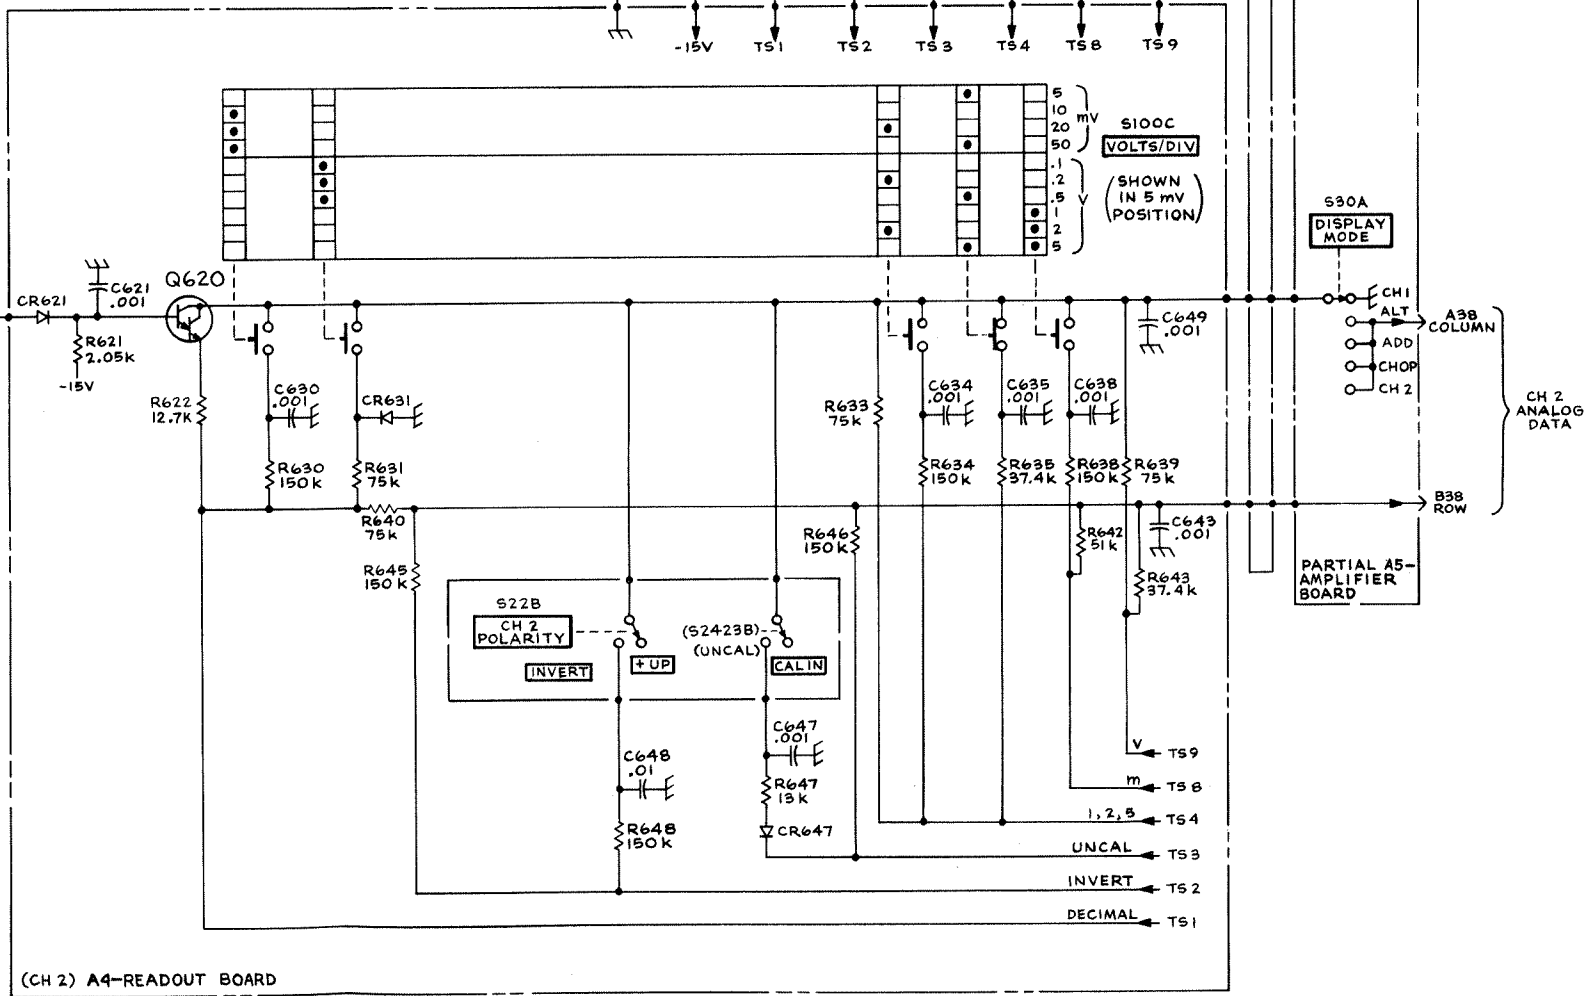 -15V TS1 TS2 TS3 TS4 TS8 TS9
5
10
20
50
mV
.1
.2
.5
1
2
5
V
S100C
VOLTS/DIV
(SHOWN
IN 5 mV
POSITION)
S30A
DISPLAY
MODE
CH1
ALT
ADD
CHOP
CH 2
A38
COLUMN
CH 2
ANALOG
DATA
B38
ROW
PARTIAL A5-
AMPLIFIER
BOARD
CR621
C621
.001
Q620
R621
2.05K
-15V
R622
12.7K
C630
.001
CR631
R630
150K
R631
75K
R640
75K
R645
150K
R633
75K
C634
.001
C635
.001
C638
.001
C649
.001
R634
150K
R635
37.4K
R638
150K
R639
75K
R646
150K
R642
51K
C643
.001
R643
37.4K
S22B
CH 2
POLARITY
INVERT
+UP
(S2423B)
(UNCAL)
CAL IN
C648
.01
R648
150K
C647
.001
R647
13K
CR647
V TS9
m TS8
1, 2, 5 TS4
UNCAL TS3
INVERT TS2
DECIMAL TS1
(CH 2) A4-READOUT BOARD